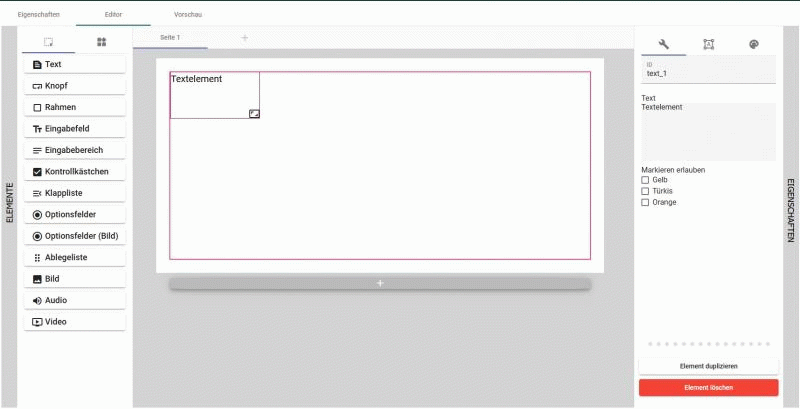 Eigenschaften
Editor
Vorschau
ELEMENTE
Text
Knopf
Rahmen
Eingabefeld
Eingabebereich
Kontrollkästchen
Klappliste
Optionsfelder
Optionsfelder (Bild)
Ablegeliste
Bild
Audio
Video
Seite 1
+
Textelement
+
ID
text_1
Text
Textelement
Markieren erlauben
Gelb
Türkis
Orange
Element duplizieren
Element löschen
EIGENSCHAFTEN